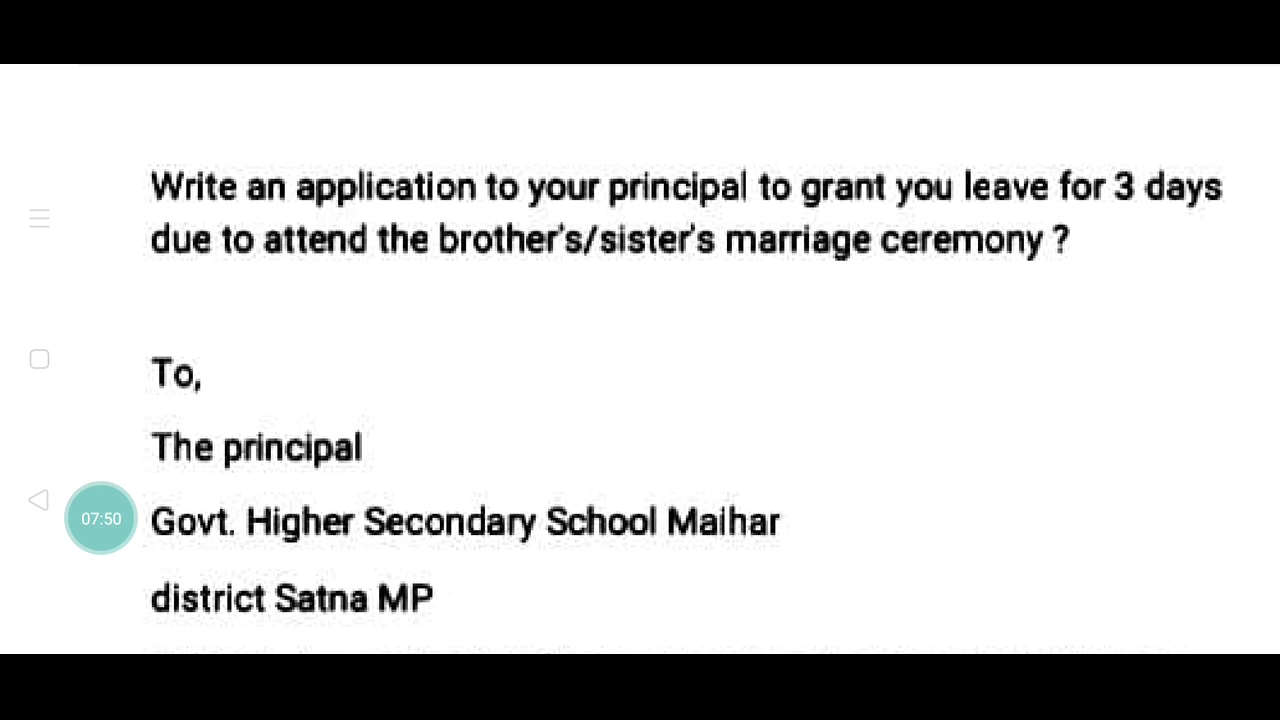 Write an application to your principal to grant you leave for 3 days
due to attend the brother's/sister's marriage ceremony ?
To,
The principal
07:50
Govt. Higher Secondary School Maihar
district Satna MP